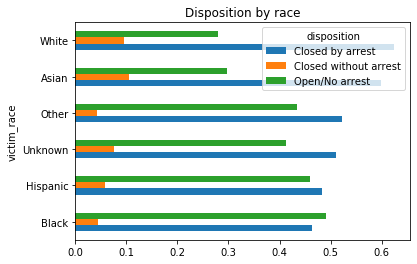 Disposition by race
disposition
Closed by arrest
Closed without arrest
Open/No arrest
victim_race
White
Asian
Other
Unknown
Hispanic
Black
0.0 0.1 0.2 0.3 0.4 0.5 0.6